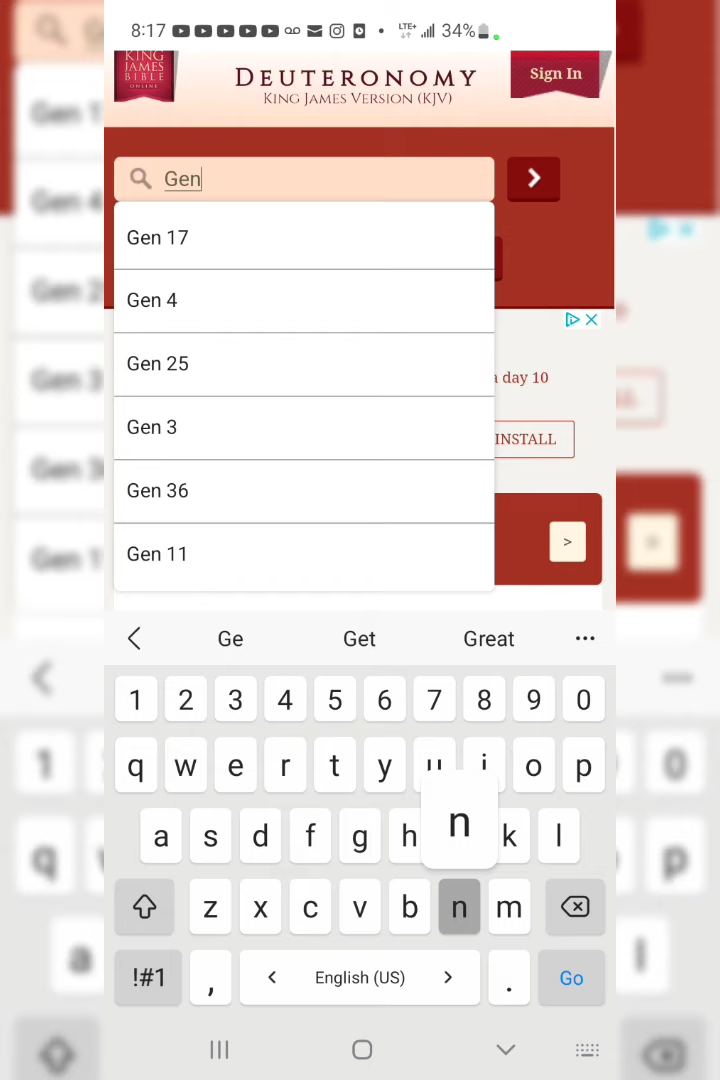 8:17 LTE+ 34%
KING
JAMES
BIBLE
ONLINE
DEUTERONOMY
KING JAMES VERSION (KJV)
Sign In
Gen
>
Gen 17
Gen 4
Gen 25
Gen 3
Gen 36
Gen 11
a day 10
INSTALL
>
Ge Get Great ...
1 2 3 4 5 6 7 8 9 0
q w e r t y u i o p
a s d f g h n k l
z x c v b n m
!#1 , < English (US) > . Go